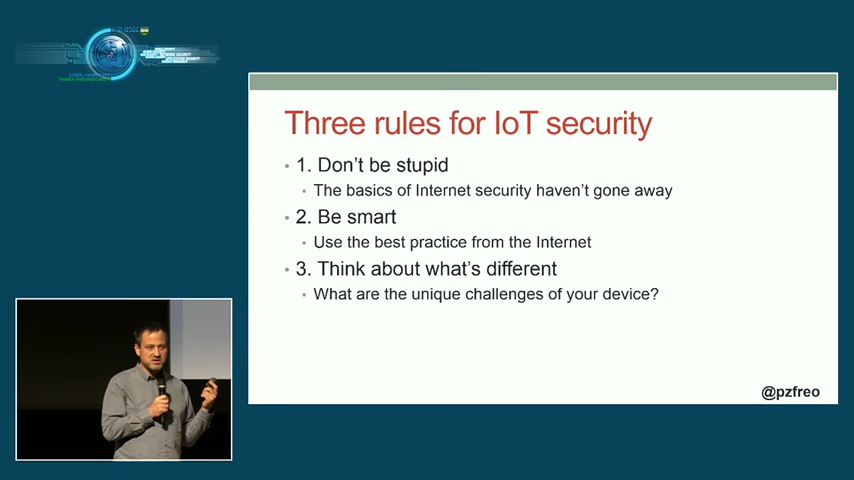 Three rules for IoT security
• 1. Don't be stupid
• The basics of Internet security haven't gone away
• 2. Be smart
• Use the best practice from the Internet
• 3. Think about what's different
• What are the unique challenges of your device?
@pzfreo